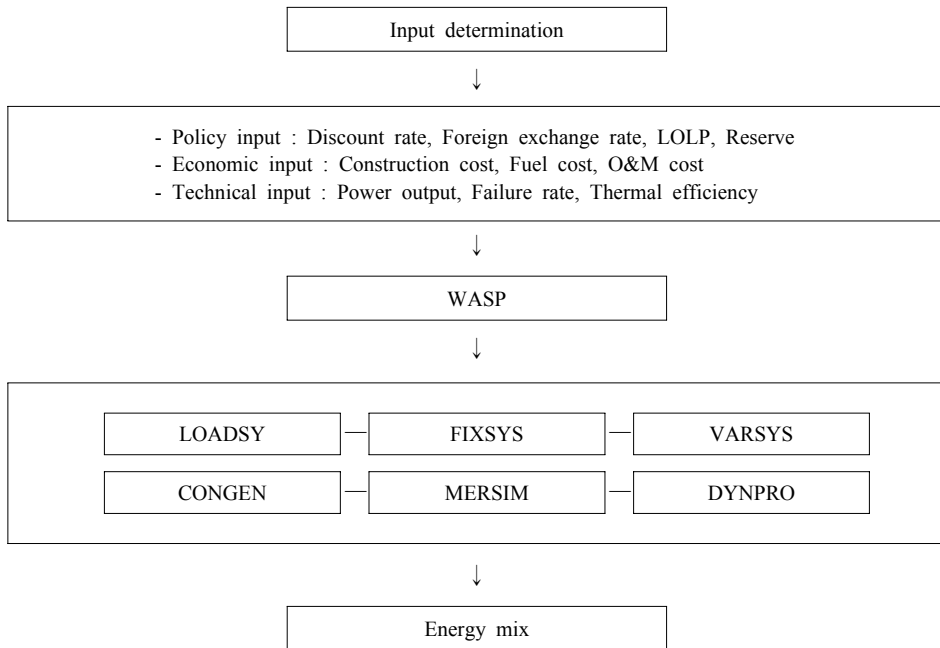 Input determination
↓
- Policy input : Discount rate, Foreign exchange rate, LOLP, Reserve
- Economic input : Construction cost, Fuel cost, O&M cost
- Technical input : Power output, Failure rate, Thermal efficiency
↓
WASP
↓
LOADSY — FIXSYS — VARSYS
CONGEN — MERSIM — DYNPRO
↓
Energy mix